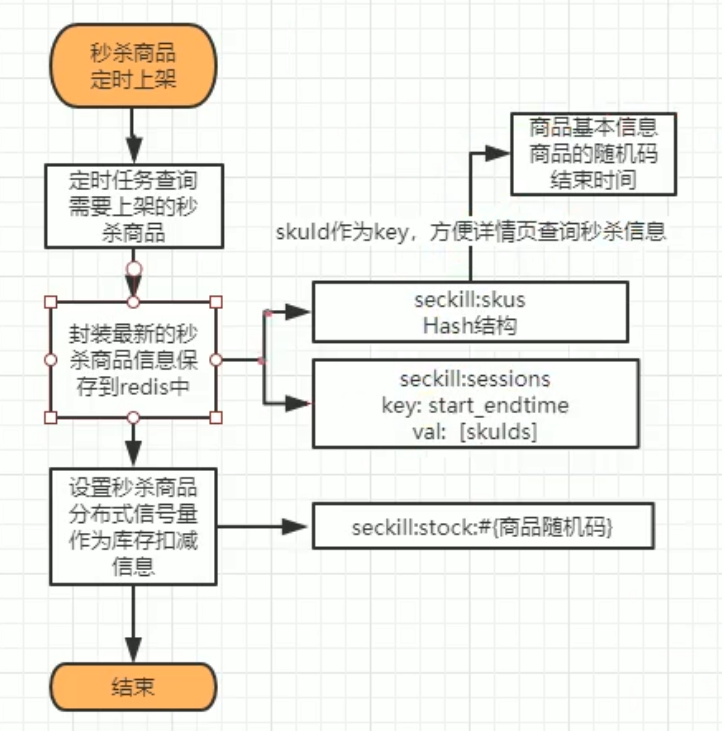 秒杀商品
定时上架
定时任务查询
需要上架的秒
杀商品
封装最新的秒
杀商品信息保
存到redis中
设置秒杀商品
分布式信号量
作为库存扣减
信息
结束
商品基本信息
商品的随机码
结束时间
skuId作为key，方便详情页查询秒杀信息
seckill:skus
Hash结构
seckill:sessions
key: start_endtime
val:  [skuIds]
seckill:stock:#{商品随机码}